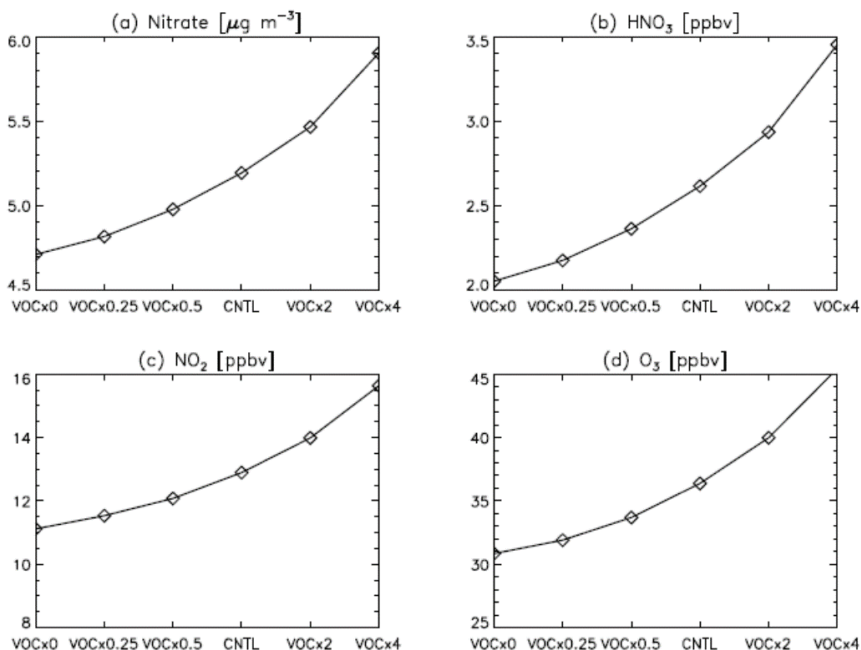 (a) Nitrate [μg m⁻³]
6.0
5.5
5.0
4.5
VOCx0 VOCx0.25 VOCx0.5 CNTL VOCx2 VOCx4
(b) HNO₃ [ppbv]
3.5
3.0
2.5
2.0
VOCx0 VOCx0.25 VOCx0.5 CNTL VOCx2 VOCx4
(c) NO₂ [ppbv]
16
14
12
10
8
VOCx0 VOCx0.25 VOCx0.5 CNTL VOCx2 VOCx4
(d) O₃ [ppbv]
45
40
35
30
25
VOCx0 VOCx0.25 VOCx0.5 CNTL VOCx2 VOCx4